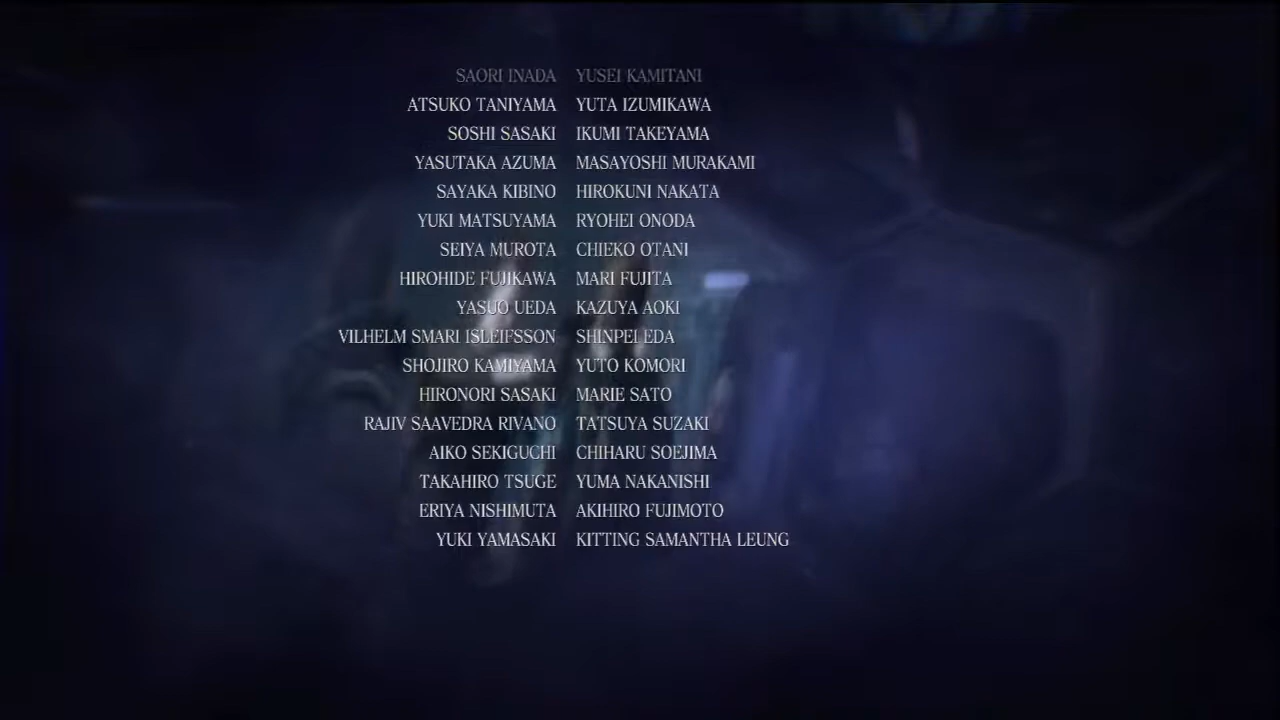 SAORI INADA YUSEI KAMITANI
ATSUKO TANIYAMA YUTA IZUMIKAWA
SOSHI SASAKI IKUMI TAKEYAMA
YASUTAKA AZUMA MASAYOSHI MURAKAMI
SAYAKA KIBINO HIROKUNI NAKATA
YUKI MATSUYAMA RYOHEI ONODA
SEIYA MUROTA CHIEKO OTANI
HIROHIDE FUJIKAWA MARI FUJITA
YASUO UEDA KAZUYA AOKI
VILHELM SMARI ISLEIFSSON SHINPEI EDA
SHOJIRO KAMIYAMA YUTO KOMORI
HIRONORI SASAKI MARIE SATO
RAJIV SAAVEDRA RIVANO TATSUYA SUZAKI
AIKO SEKIGUCHI CHIHARU SOEJIMA
TAKAHIRO TSUGE YUMA NAKANISHI
ERIYA NISHIMUTA AKIHIRO FUJIMOTO
YUKI YAMASAKI KITTING SAMANTHA LEUNG